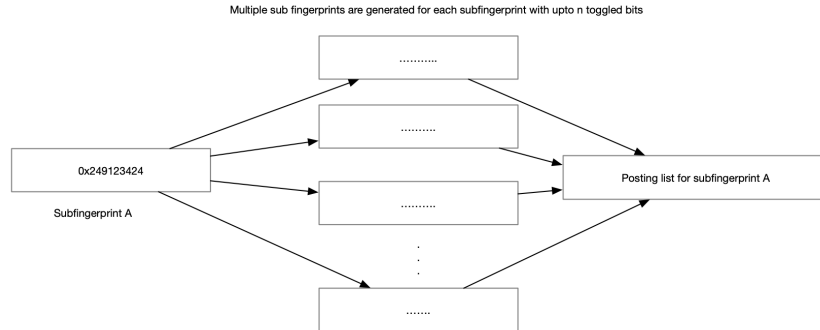 Multiple sub fingerprints are generated for each subfingerprint with upto n toggled bits
...........
..........
0x249123424
Posting list for subfingerprint A
..........
Subfingerprint A
.
.
.
.......